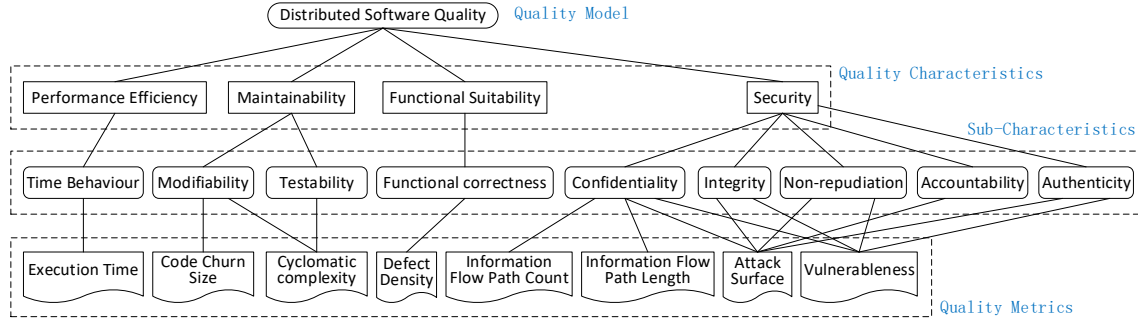 Distributed Software Quality
Quality Model
Quality Characteristics
Performance Efficiency
Maintainability
Functional Suitability
Security
Sub-Characteristics
Time Behaviour
Modifiability
Testability
Functional correctness
Confidentiality
Integrity
Non-repudiation
Accountability
Authenticity
Execution Time
Code Churn
Size
Cyclomatic
complexity
Defect
Density
Information
Flow Path Count
Information Flow
Path Length
Attack
Surface
Vulnerableness
Quality Metrics